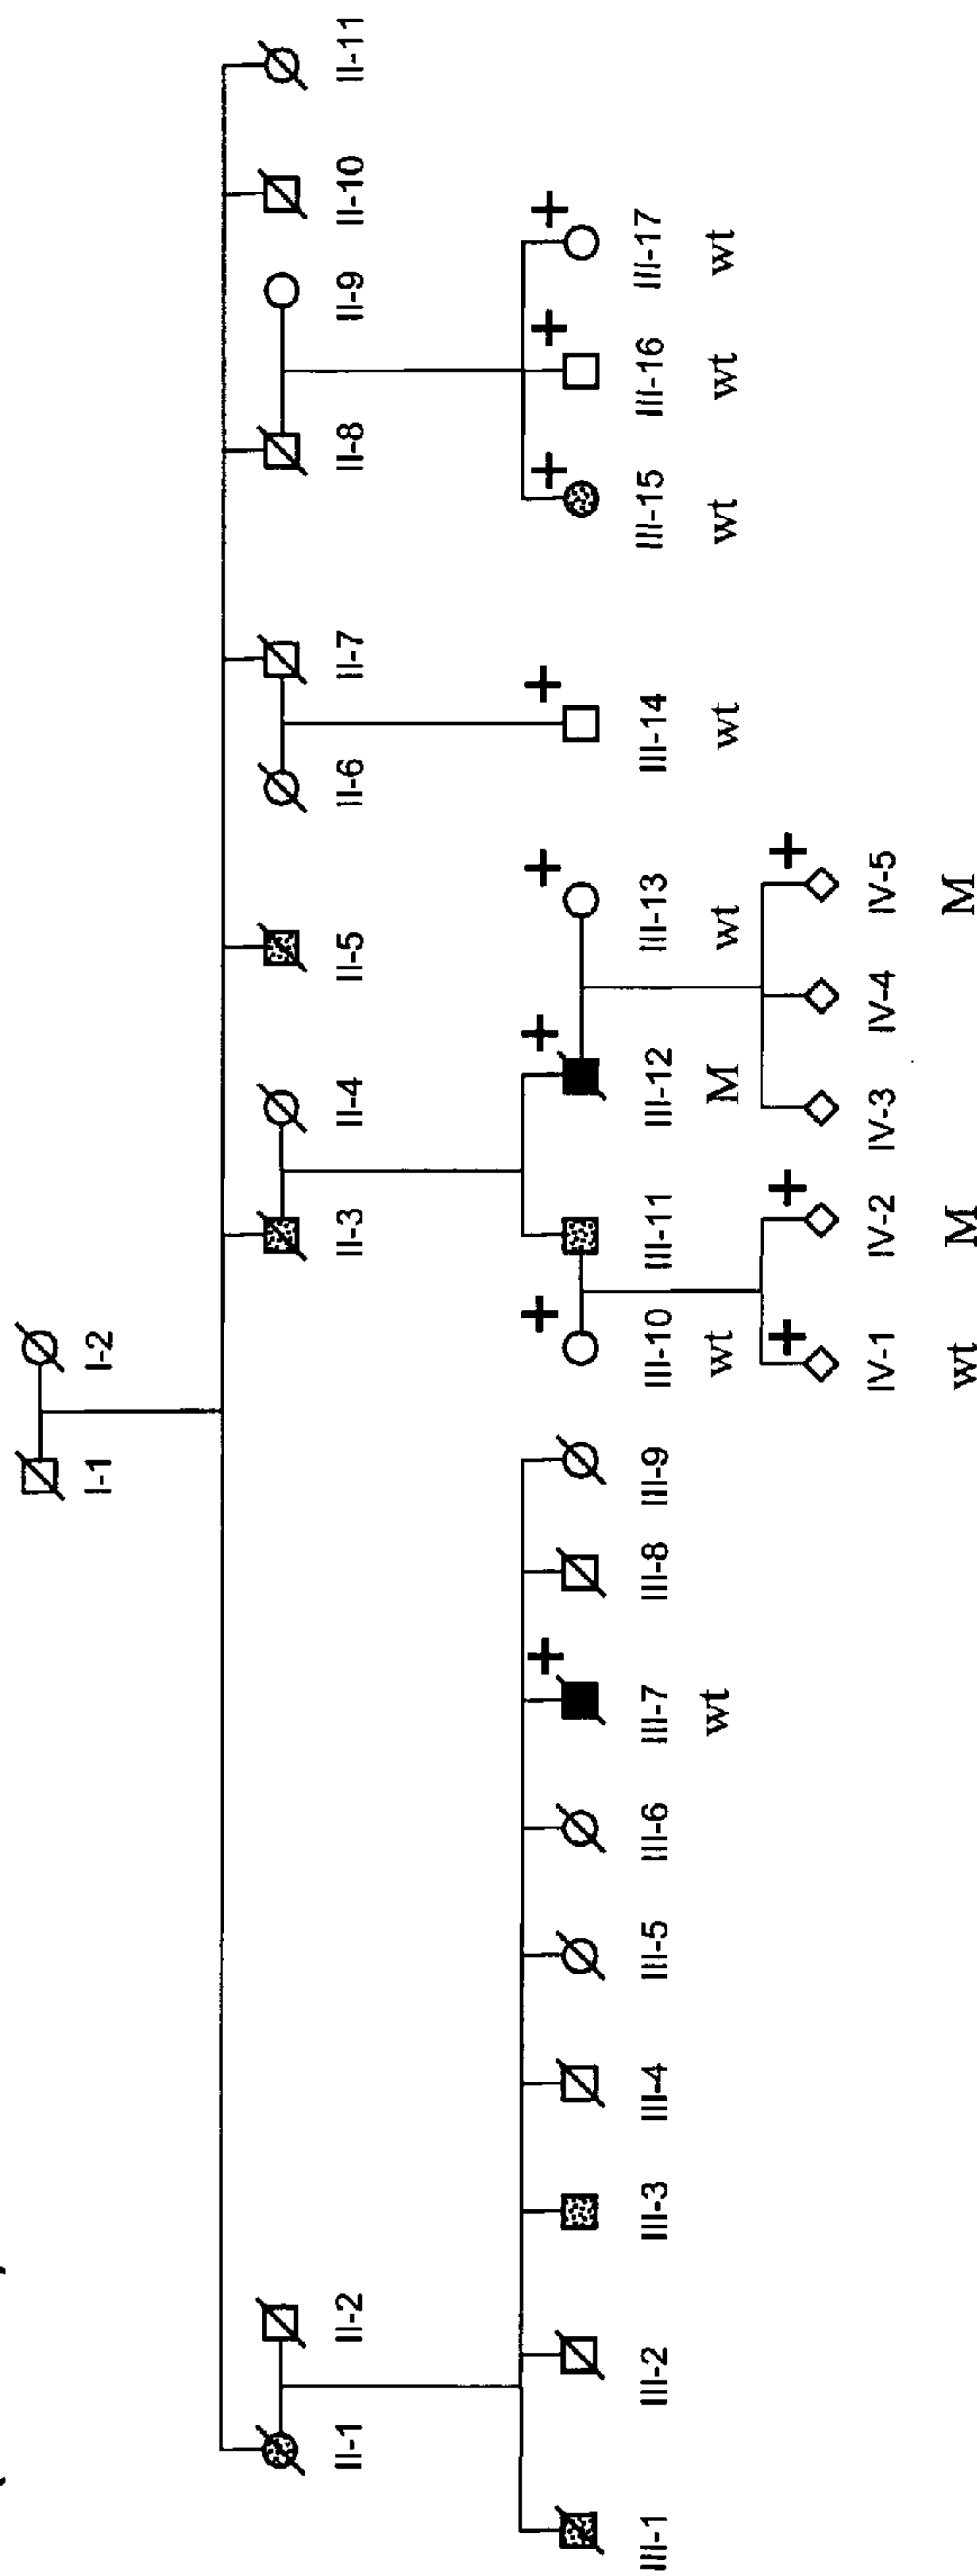 I-1 I-2
II-1 II-2 II-3 II-4 II-5 II-6 II-7 II-8 II-9 II-10 II-11
+ + + + + + + +
III-1 III-2 III-3 III-4 III-5 III-6 III-7 III-8 III-9 III-10 III-11 III-12 III-13 III-14 III-15 III-16 III-17
wt wt M wt wt wt wt wt
+ + +
IV-1 IV-2 IV-3 IV-4 IV-5
wt M M